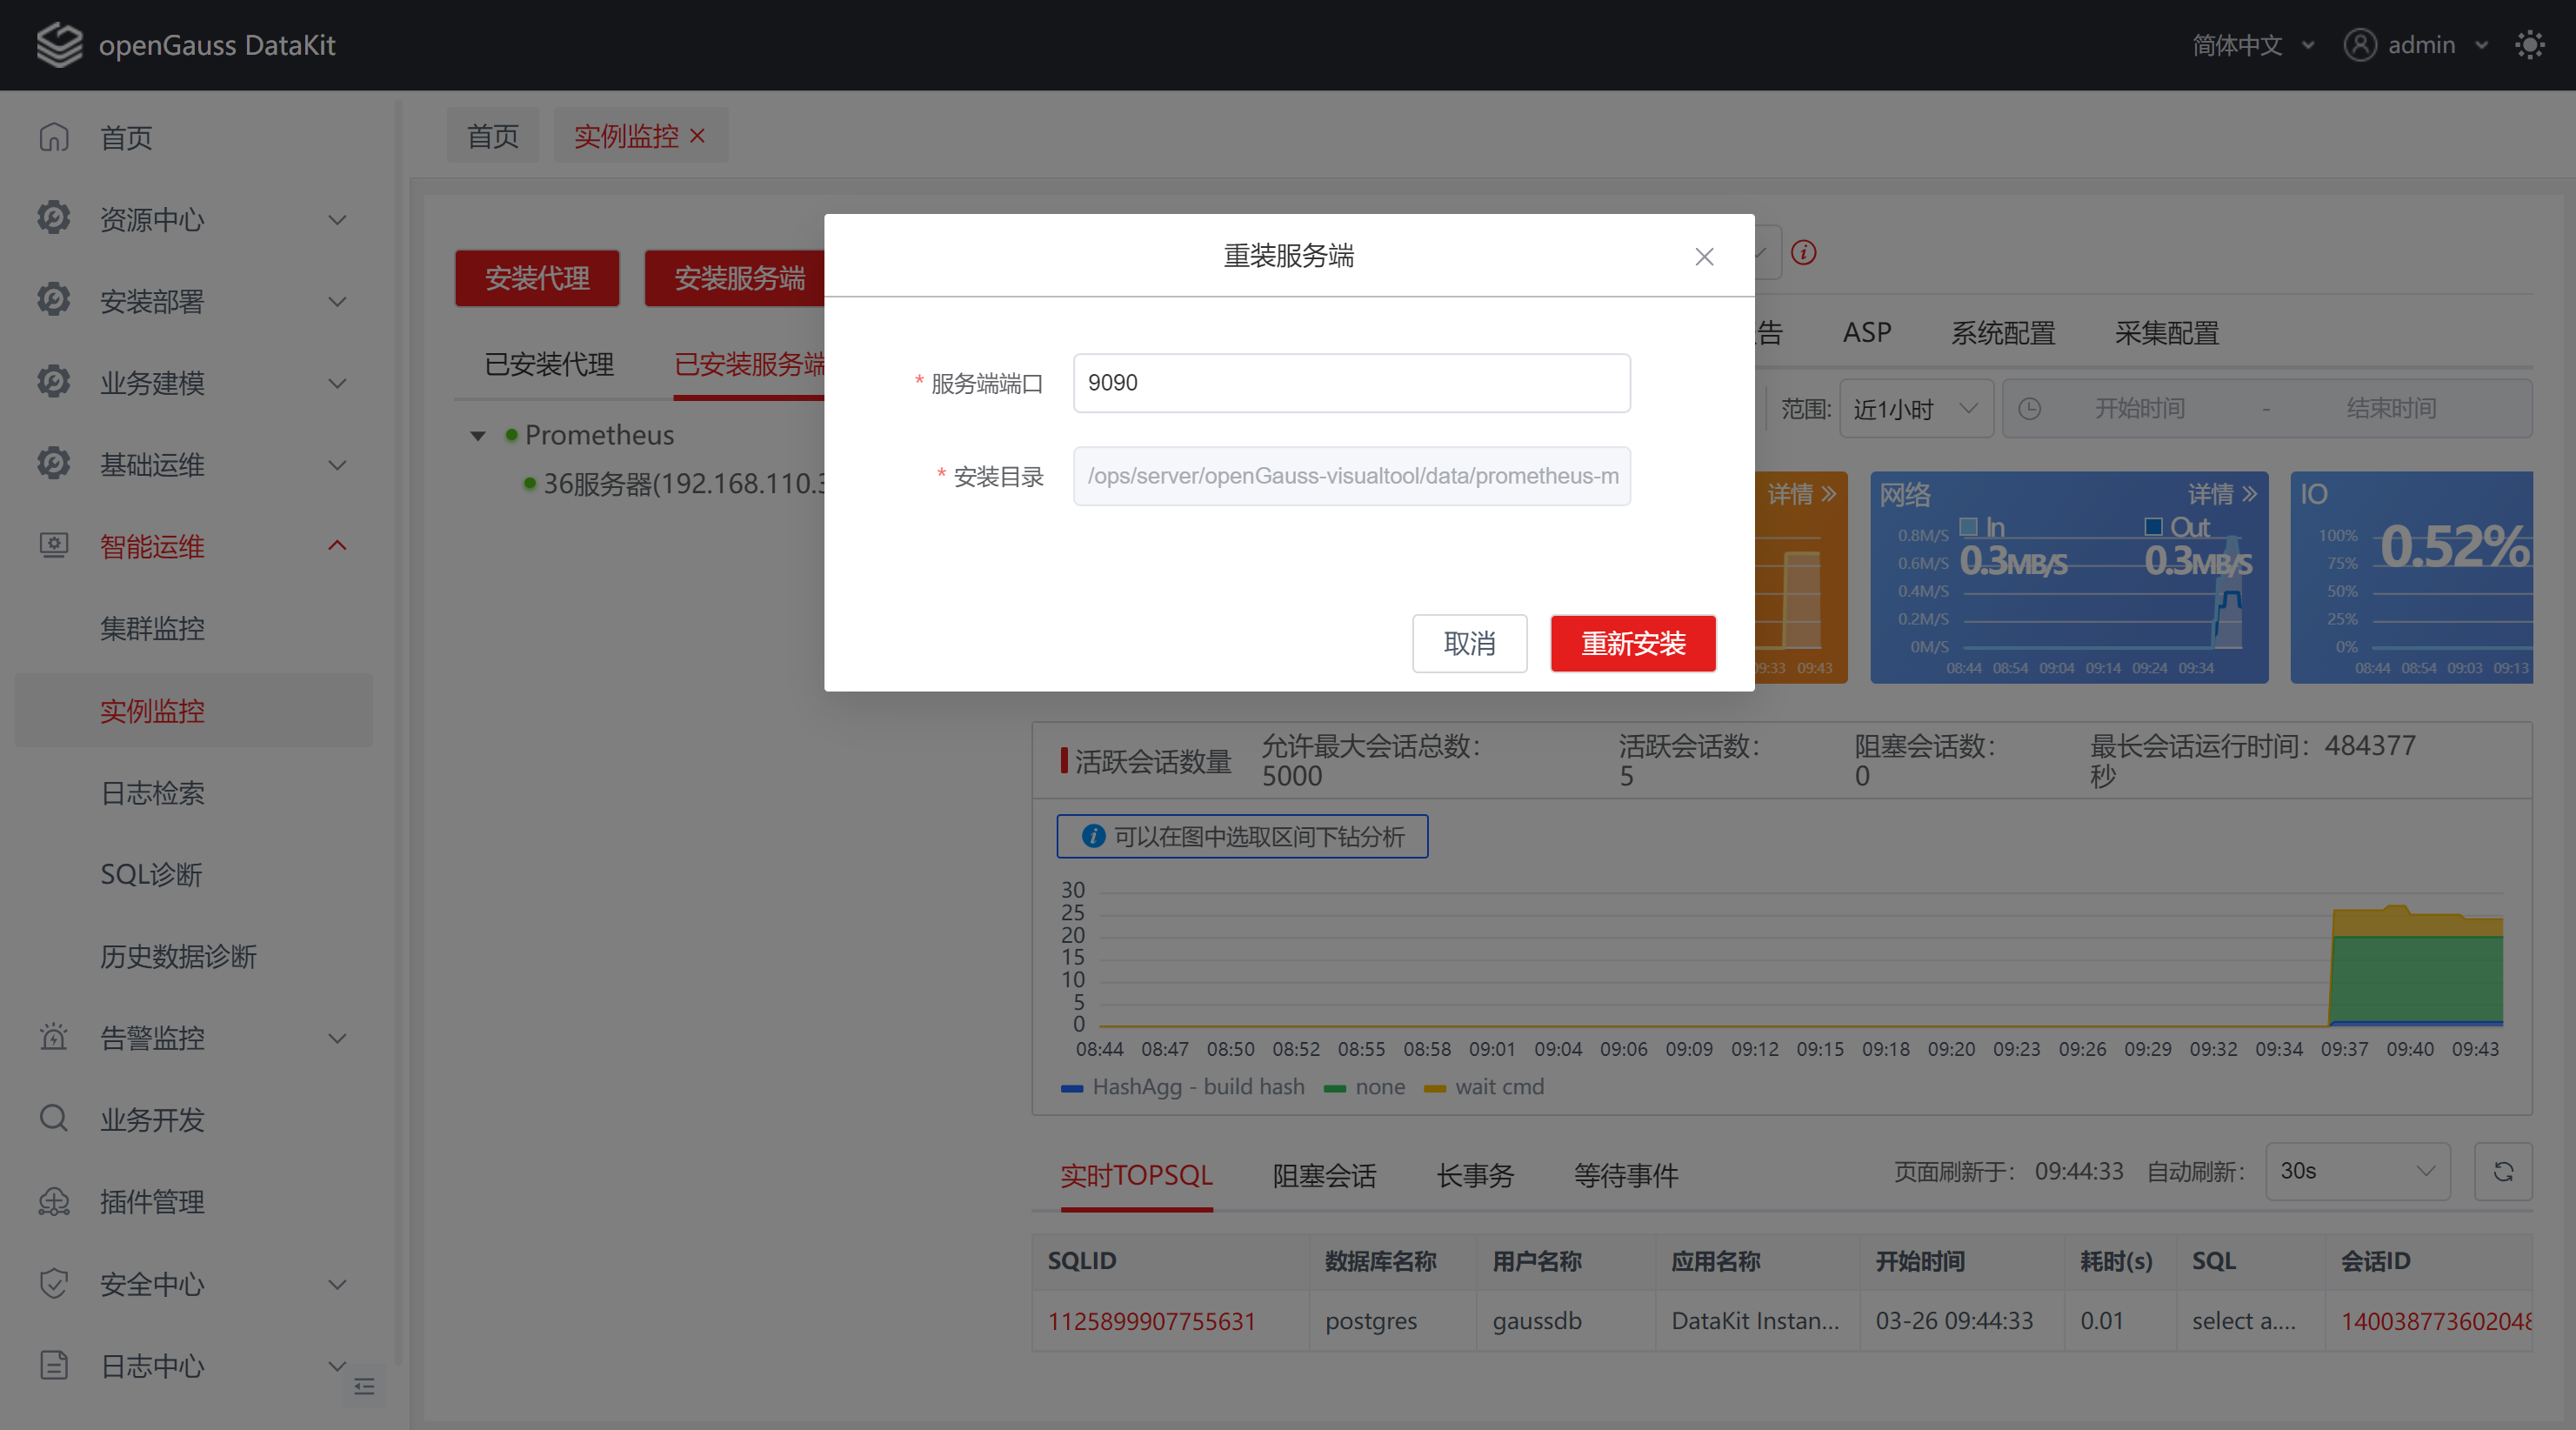 openGauss DataKit
简体中文
admin
首页
资源中心
安装部署
业务建模
基础运维
智能运维
集群监控
实例监控
日志检索
SQL诊断
历史数据诊断
告警监控
业务开发
插件管理
安全中心
日志中心
首页
实例监控
安装代理
安装服务端
已安装代理
已安装服务端
Prometheus
36服务器(192.168.110.3
重装服务端
* 服务端端口
9090
* 安装目录
/ops/server/openGauss-visualtool/data/prometheus-m
取消
重新安装
告
ASP
系统配置
采集配置
范围:
近1小时
开始时间
-
结束时间
详情
09:43
网络
详情
In
Out
0.3MB/S
0.3MB/S
0.8M/S
0.6M/S
0.4M/S
0.2M/S
0M/S
08:44 08:54 09:04 09:14 09:24 09:34
IO
0.52%
100%
75%
50%
25%
0%
08:44 08:54 09:03 09:13
活跃会话数量
允许最大会话总数：
5000
活跃会话数：
5
阻塞会话数：
0
最长会话运行时间：484377
秒
可以在图中选取区间下钻分析
30
25
20
15
10
5
0
08:44 08:47 08:50 08:52 08:55 08:58 09:01 09:04 09:06 09:09 09:12 09:15 09:18 09:20 09:23 09:26 09:29 09:32 09:34 09:37 09:40 09:43
HashAgg - build hash
none
wait cmd
实时TOPSQL
阻塞会话
长事务
等待事件
页面刷新于： 09:44:33
自动刷新：
30s
SQLID 数据库名称 用户名称 应用名称 开始时间 耗时(s) SQL 会话ID
1125899907755631 postgres gaussdb DataKit Instan... 03-26 09:44:33 0.01 select a.... 14003877360204